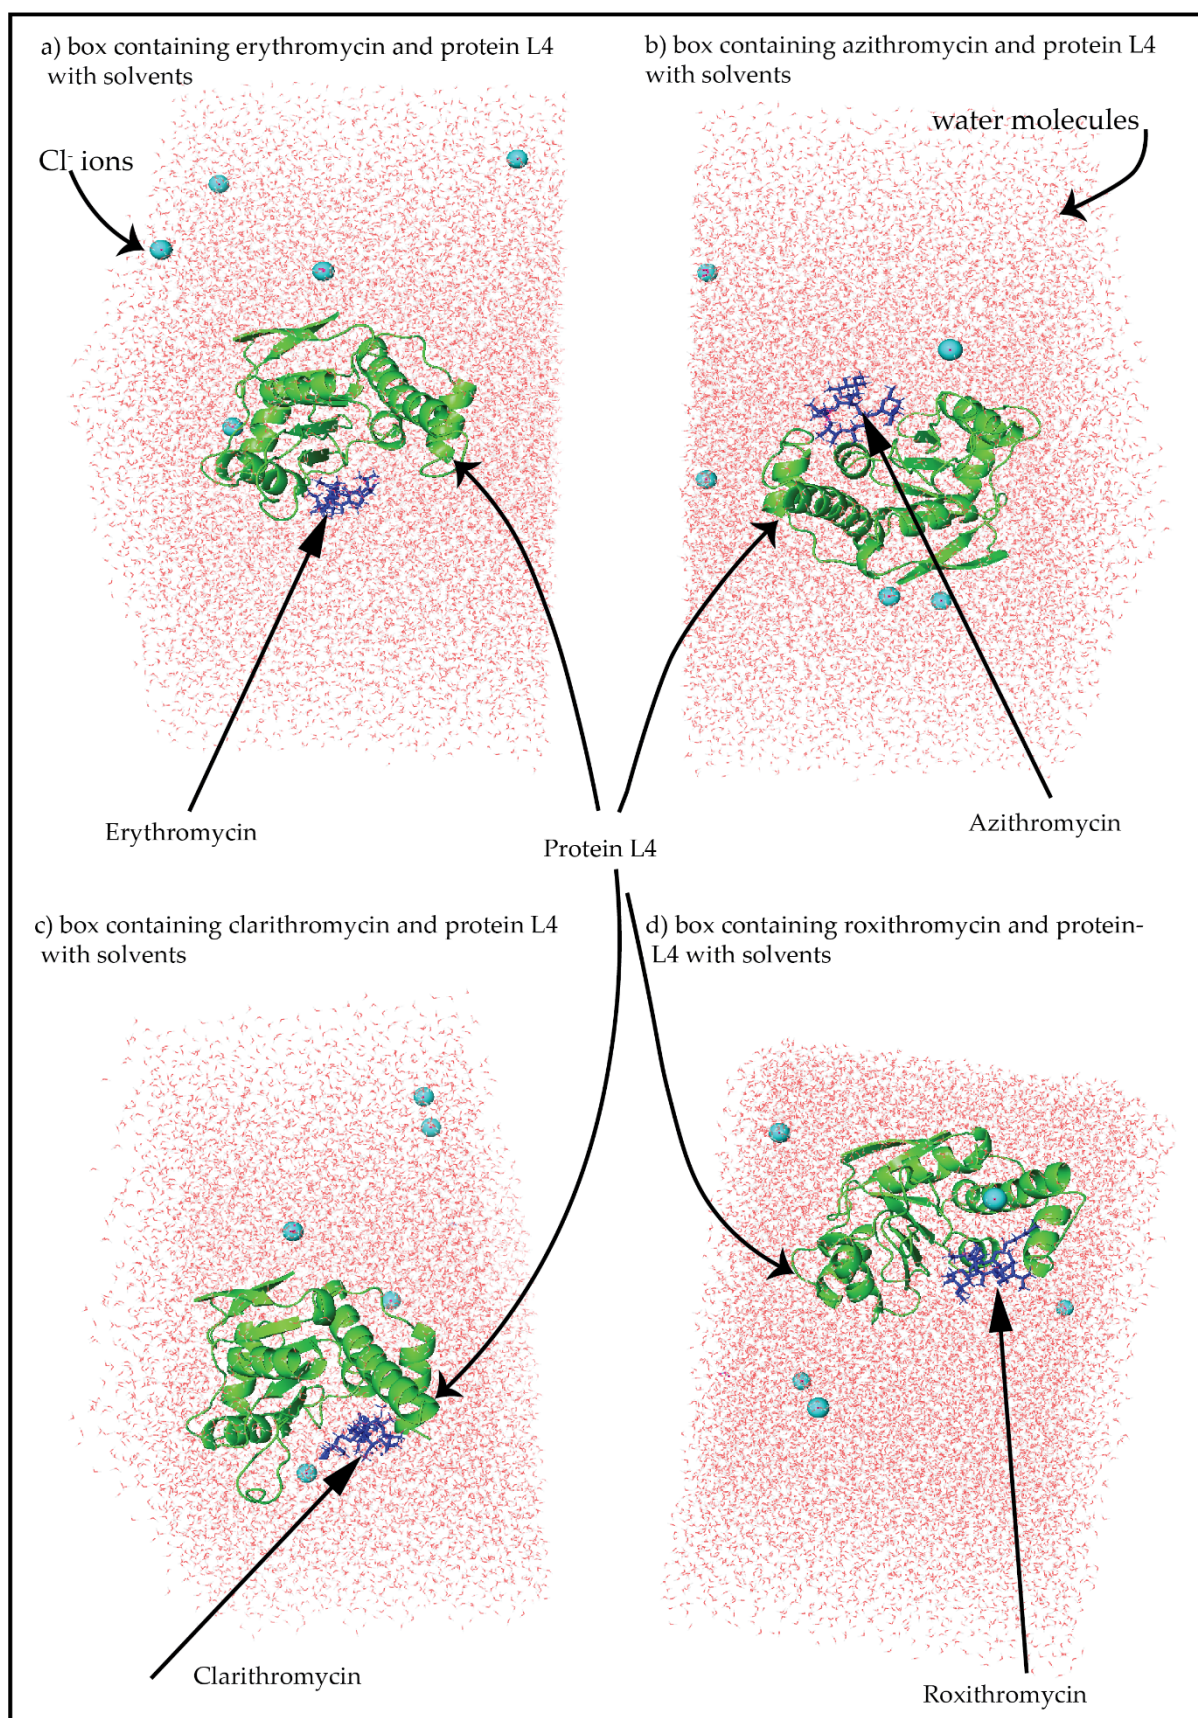 a) box containing erythromycin and protein L4
with solvents
b) box containing azithromycin and protein L4
with solvents
water molecules
Cl⁻ ions
Erythromycin
Azithromycin
Protein L4
c) box containing clarithromycin and protein L4
with solvents
d) box containing roxithromycin and protein-
L4 with solvents
Clarithromycin
Roxithromycin